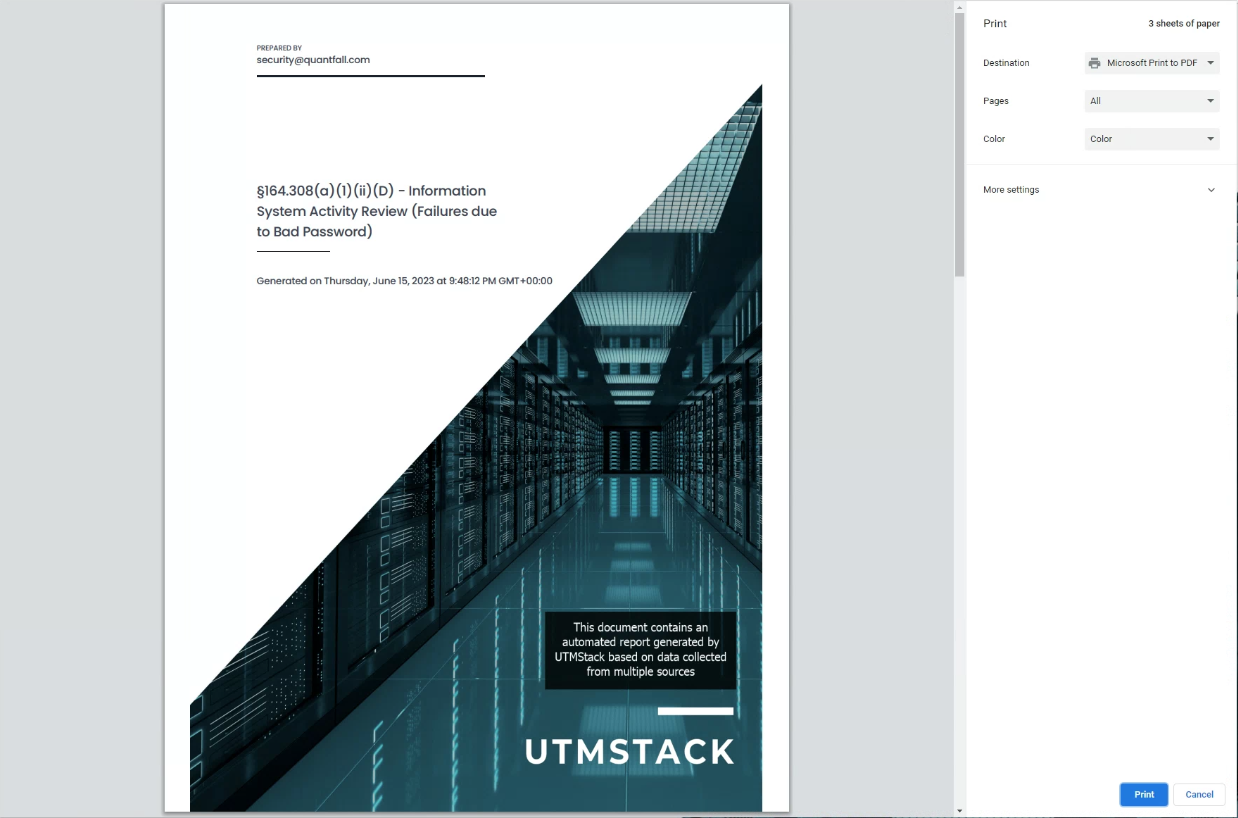 PREPARED BY
security@quantfall.com
§164.308(a)(1)(ii)(D) - Information
System Activity Review (Failures due
to Bad Password)
Generated on Thursday, June 15, 2023 at 9:48:12 PM GMT+00:00
This document contains an
automated report generated by
UTMStack based on data collected
from multiple sources
UTMSTACK
Print
3 sheets of paper
Destination
Microsoft Print to PDF
Pages
All
Color
Color
More settings
Print
Cancel